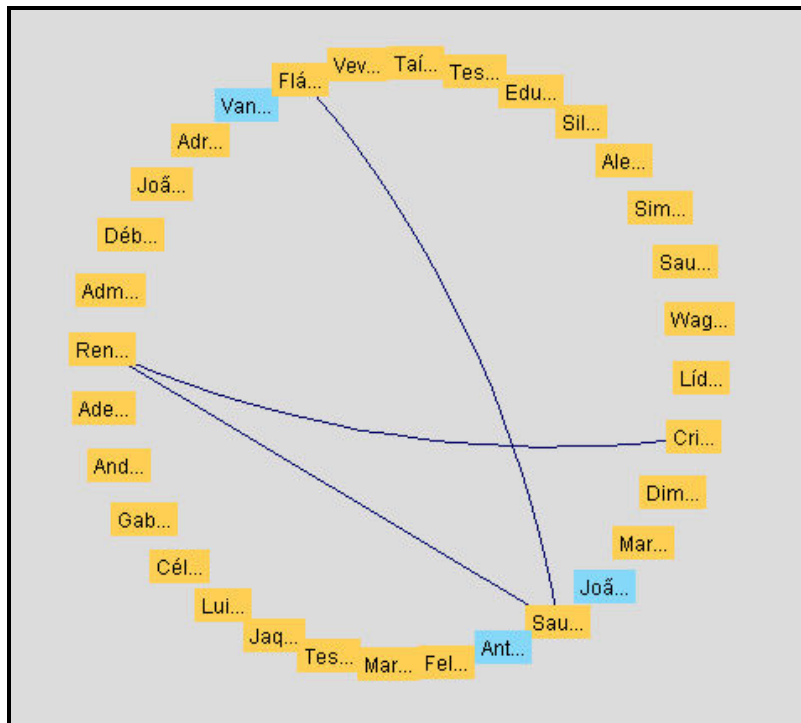 Flá...
Vev...
Taí...
Tes...
Edu...
Sil...
Ale...
Sim...
Sau...
Wag...
Líd...
Cri...
Dim...
Mar...
Joã...
Sau...
Ant...
Fel...
Mar...
Tes...
Jaq...
Lui...
Cél...
Gab...
And...
Ade...
Ren...
Adm...
Déb...
Joã...
Adr...
Van...